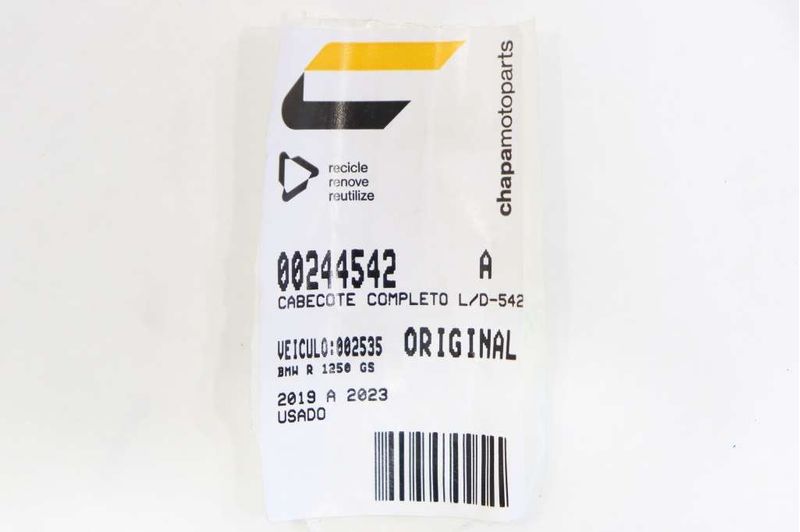 chapamotoparts
recicle
renove
reutilize
00244542 A
CABECOTE COMPLETO L/D-542
VEICULO:002535 ORIGINAL
BMW R 1250 GS
2019 A 2023
USADO